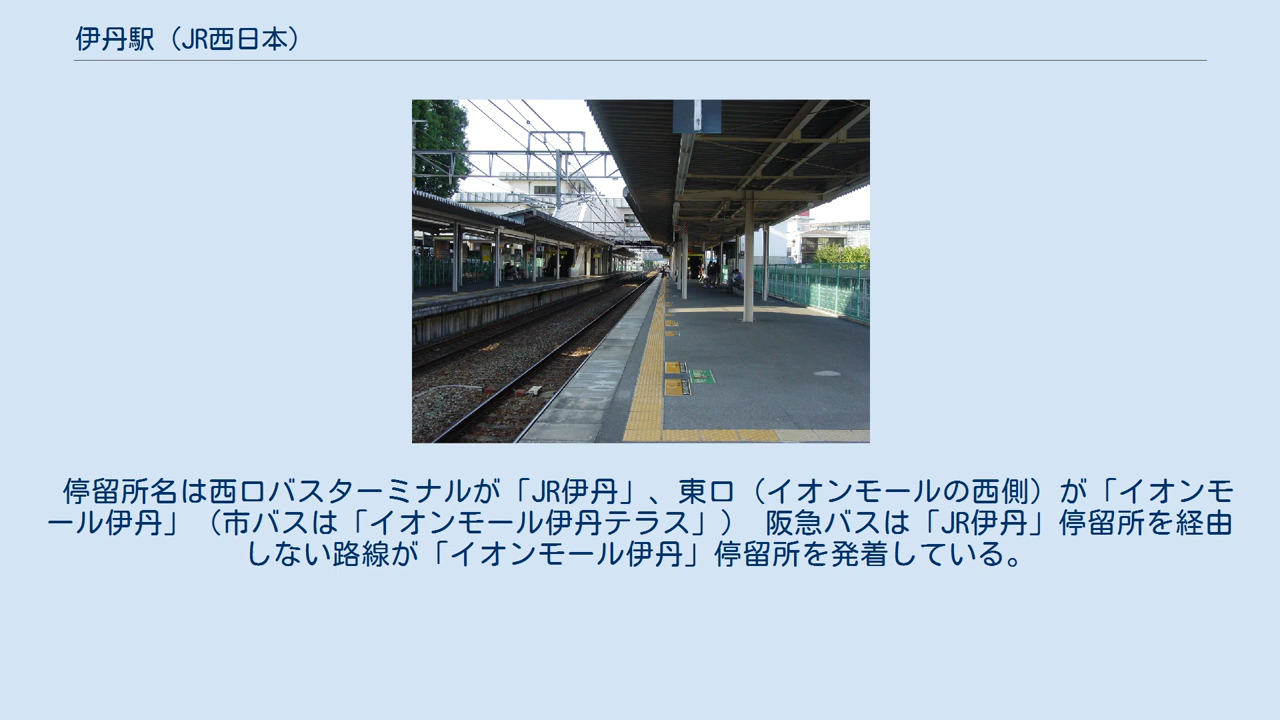 伊丹駅（JR西日本）
停留所名は西口バスターミナルが「JR伊丹」、東口（イオンモールの西側）が「イオンモ
ール伊丹」（市バスは「イオンモール伊丹テラス」） 阪急バスは「JR伊丹」停留所を経由
しない路線が「イオンモール伊丹」停留所を発着している。